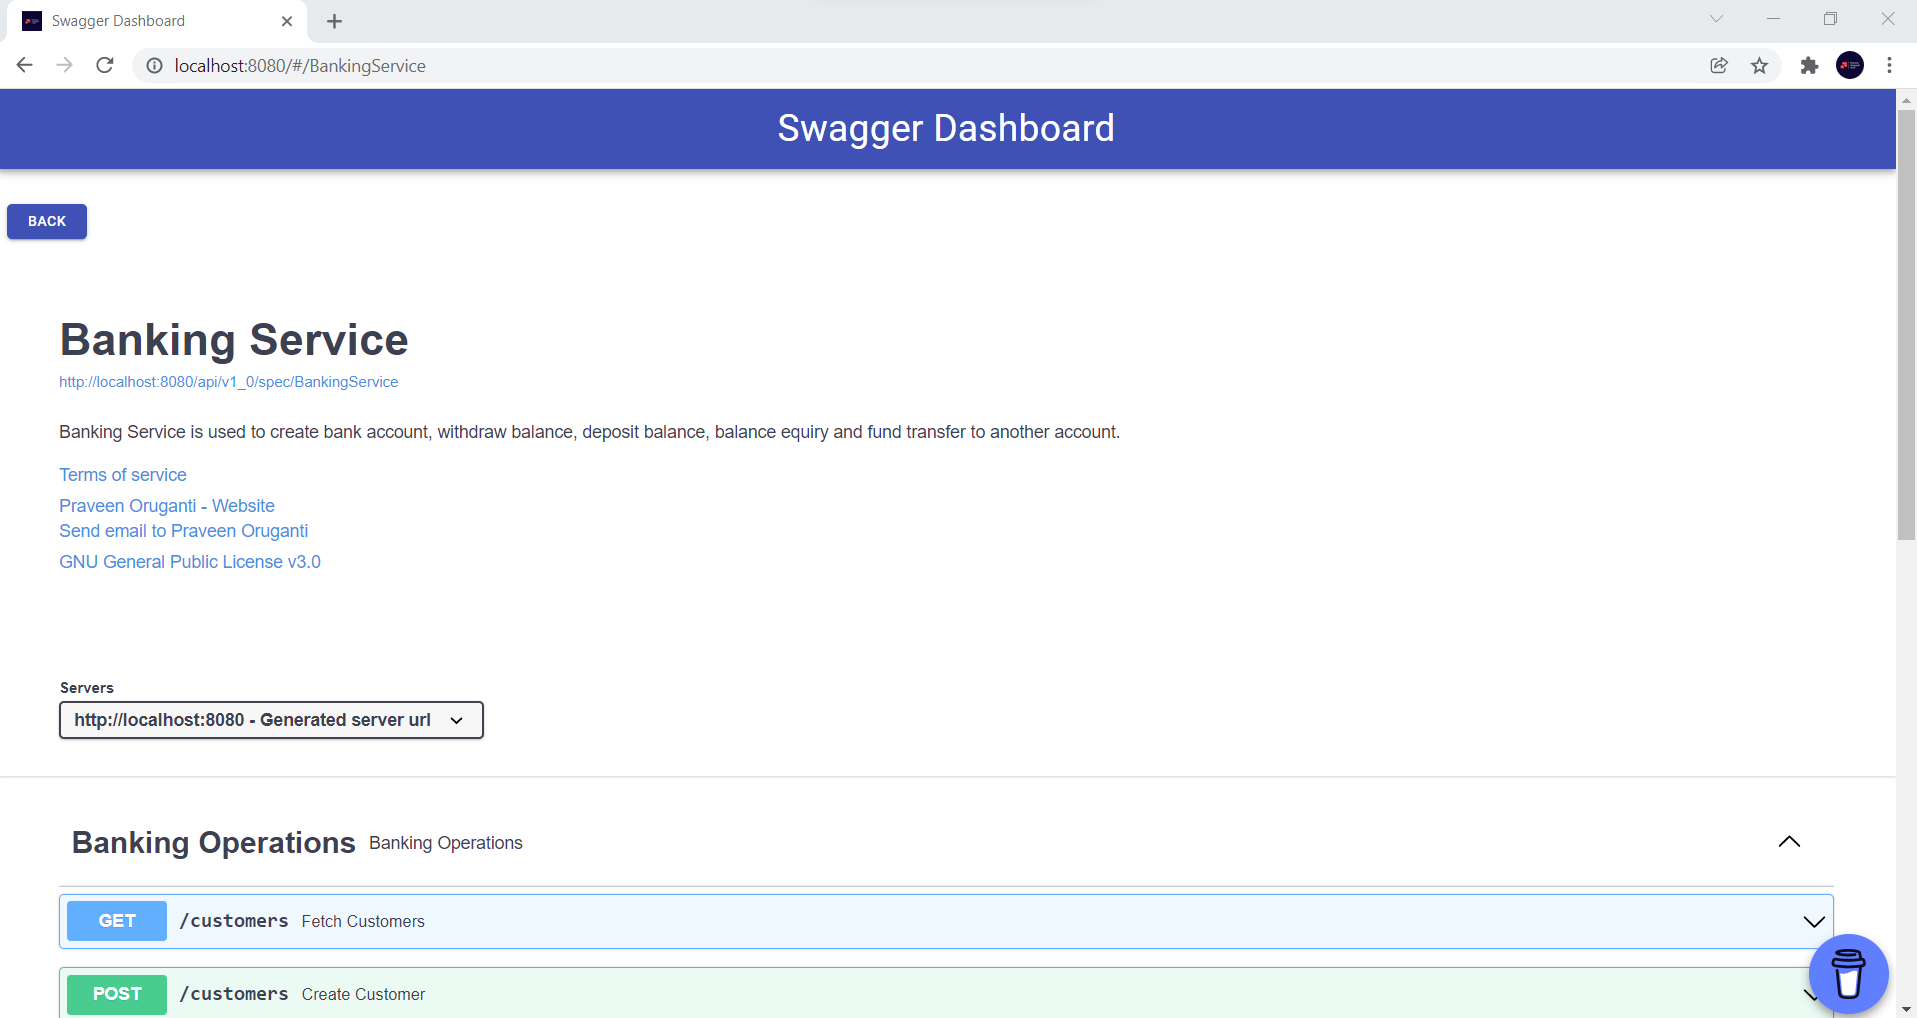 Swagger Dashboard
localhost:8080/#/BankingService
Swagger Dashboard
BACK
Banking Service
http://localhost:8080/api/v1_0/spec/BankingService
Banking Service is used to create bank account, withdraw balance, deposit balance, balance equiry and fund transfer to another account.
Terms of service
Praveen Oruganti - Website
Send email to Praveen Oruganti
GNU General Public License v3.0
Servers
http://localhost:8080 - Generated server url
Banking Operations Banking Operations
GET /customers Fetch Customers
POST /customers Create Customer